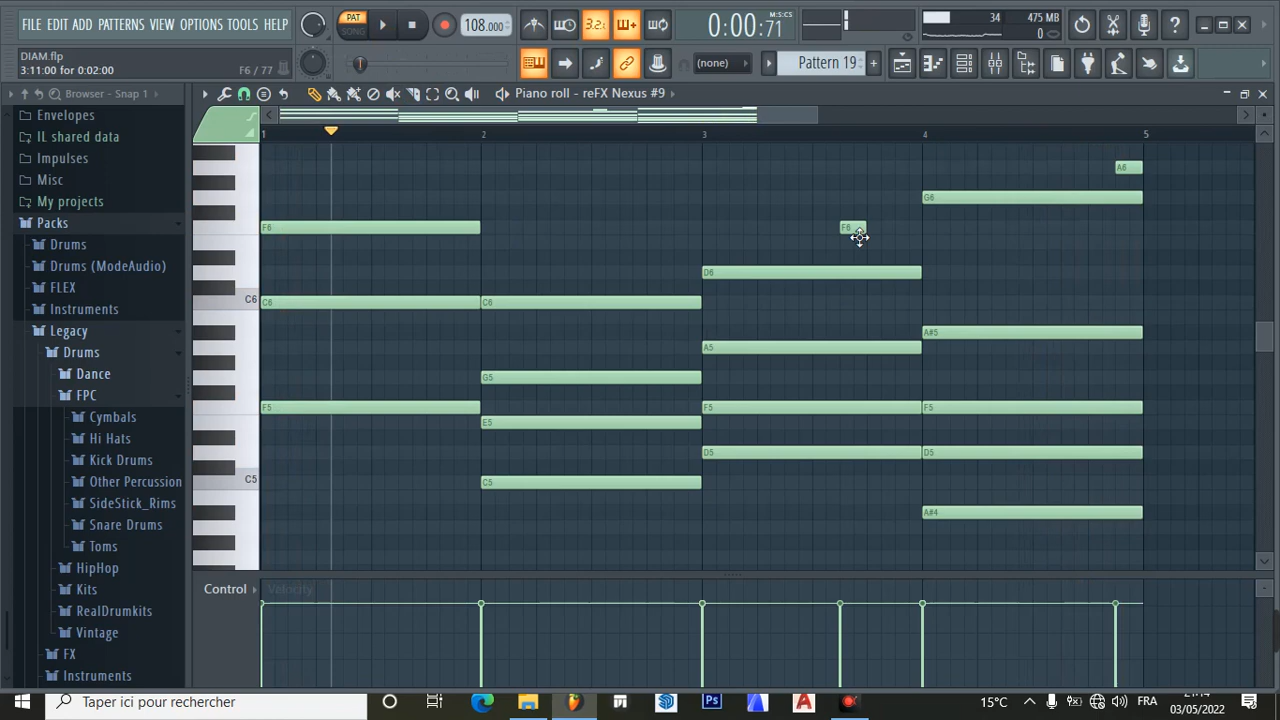 FILE EDIT ADD PATTERNS VIEW OPTIONS TOOLS HELP
PAT
SONG
108.000
3.2.
0:00:71
M:S:CS
34
475 MB
0
DIAM.flp
3:11:00 for 0:02:00
F6 / 77
(none)
Pattern 19
Browser - Snap 1
Piano roll - reFX Nexus #9
Envelopes
IL shared data
Impulses
Misc
My projects
Packs
Drums
Drums (ModeAudio)
FLEX
Instruments
Legacy
Drums
Dance
FPC
Cymbals
Hi Hats
Kick Drums
Other Percussion
SideStick_Rims
Snare Drums
Toms
HipHop
Kits
RealDrumkits
Vintage
FX
Instruments
1 2 3 4 5
A6
G6
F6 F6
D6
C6 C6 C6
A#5
A5
G5
F5 F5 F5
E5
D5 D5
C5 C5
A#4
Control Velocity
Taper ici pour rechercher
Ps
A
15°C
FRA
21:14
03/05/2022